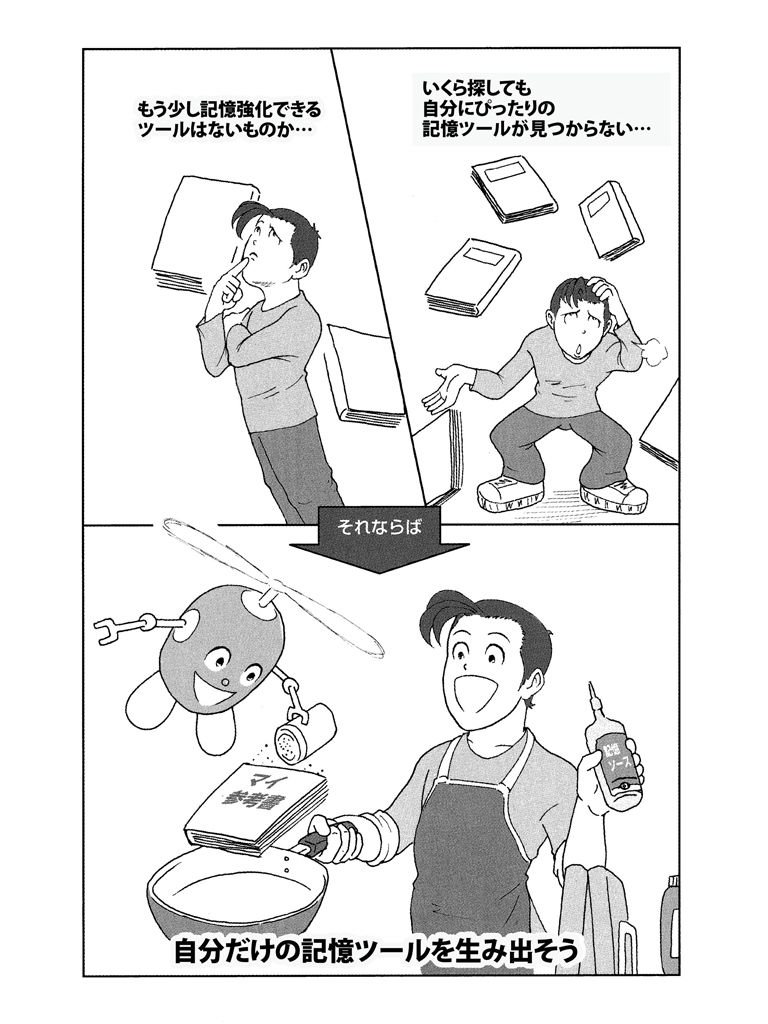 もう少し記憶強化できる
ツールはないものか…
いくら探しても
自分にぴったりの
記憶ツールが見つからない…
それならば
マイ
参考書
記憶
ソース
自分だけの記憶ツールを生み出そう